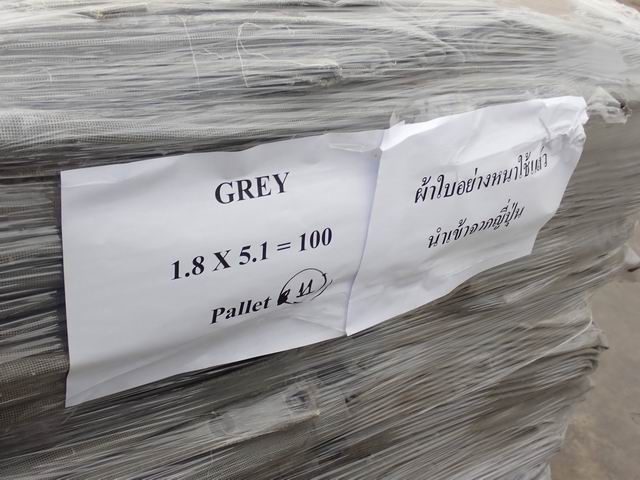 GREY
1.8 X 5.1 = 100
Pallet 11
ผ้าใบอย่างหนาใช้แล้ว
นำเข้าจากญี่ปุ่น